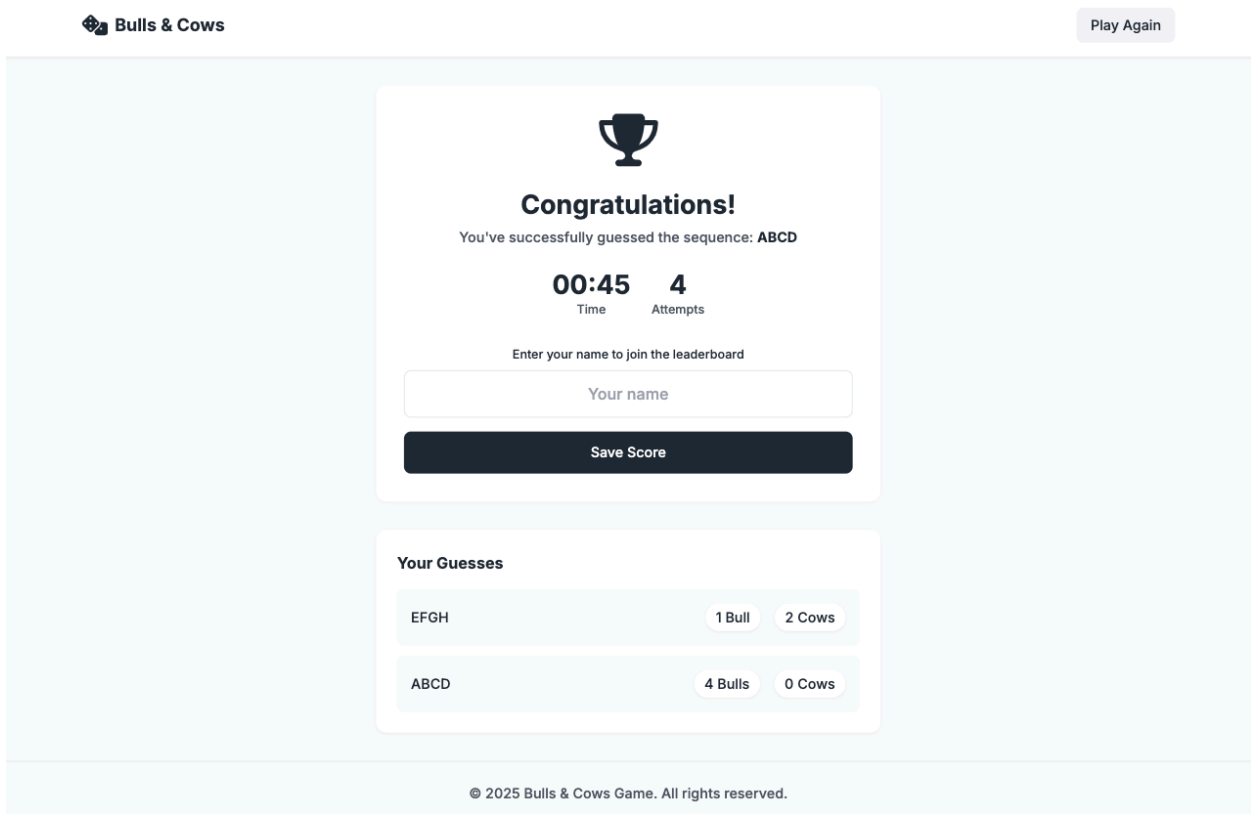 Bulls & Cows
Play Again
Congratulations!
You've successfully guessed the sequence: ABCD
00:45 4
Time Attempts
Enter your name to join the leaderboard
Your name
Save Score
Your Guesses
EFGH 1 Bull 2 Cows
ABCD 4 Bulls 0 Cows
© 2025 Bulls & Cows Game. All rights reserved.